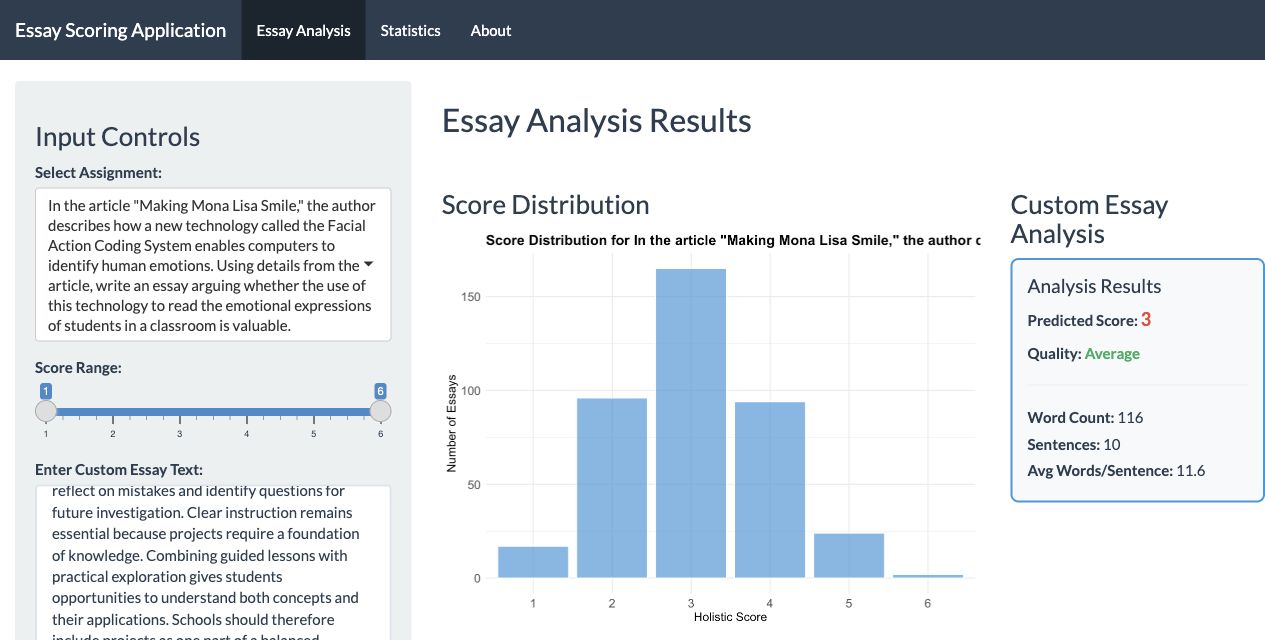 Essay Scoring Application
Essay Analysis
Statistics
About
Input Controls
Select Assignment:
In the article "Making Mona Lisa Smile," the author
describes how a new technology called the Facial
Action Coding System enables computers to
identify human emotions. Using details from the
article, write an essay arguing whether the use of
this technology to read the emotional expressions
of students in a classroom is valuable.
Score Range:
1
6
1
2
3
4
5
6
Enter Custom Essay Text:
reflect on mistakes and identify questions for
future investigation. Clear instruction remains
essential because projects require a foundation
of knowledge. Combining guided lessons with
practical exploration gives students
opportunities to understand both concepts and
their applications. Schools should therefore
include projects as one part of a balanced
Essay Analysis Results
Score Distribution
Score Distribution for In the article "Making Mona Lisa Smile," the author
Number of Essays
150
100
50
0
1
2
3
4
5
6
Holistic Score
Custom Essay
Analysis
Analysis Results
Predicted Score: 3
Quality: Average
Word Count: 116
Sentences: 10
Avg Words/Sentence: 11.6